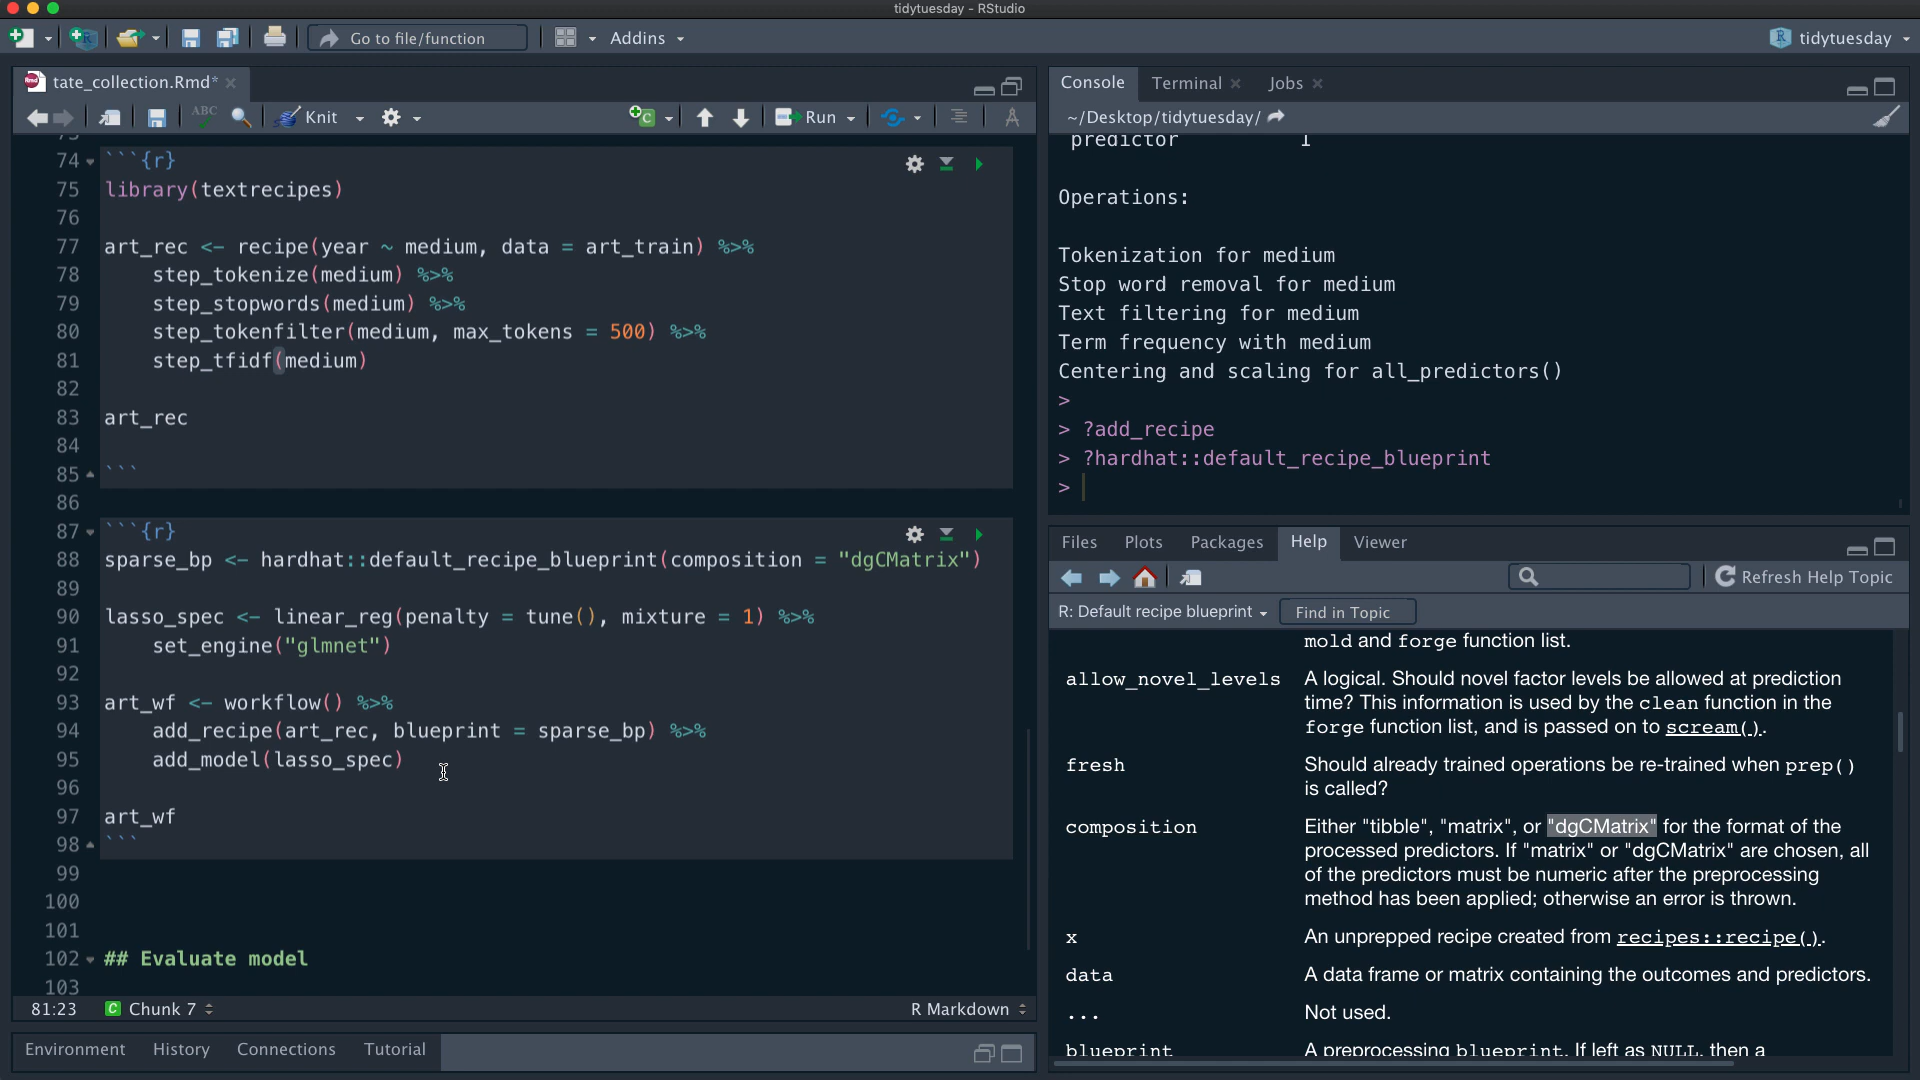 tidytuesday - RStudio
Go to file/function
Addins
tidytuesday
tate_collection.Rmd*
ABC
Knit
Run
74 ```{r}
75 library(textrecipes)
76
77 art_rec <- recipe(year ~ medium, data = art_train) %>%
78 step_tokenize(medium) %>%
79 step_stopwords(medium) %>%
80 step_tokenfilter(medium, max_tokens = 500) %>%
81 step_tfidf(medium)
82
83 art_rec
84
85 ```
86
87 ```{r}
88 sparse_bp <- hardhat::default_recipe_blueprint(composition = "dgCMatrix")
89
90 lasso_spec <- linear_reg(penalty = tune(), mixture = 1) %>%
91 set_engine("glmnet")
92
93 art_wf <- workflow() %>%
94 add_recipe(art_rec, blueprint = sparse_bp) %>%
95 add_model(lasso_spec)
96
97 art_wf
98 ```
99
100
101
102 ## Evaluate model
103
81:23
Chunk 7
R Markdown
Environment
History
Connections
Tutorial
Console
Terminal
Jobs
~/Desktop/tidytuesday/
predictor 1
Operations:
Tokenization for medium
Stop word removal for medium
Text filtering for medium
Term frequency with medium
Centering and scaling for all_predictors()
>
> ?add_recipe
> ?hardhat::default_recipe_blueprint
>
Files
Plots
Packages
Help
Viewer
Refresh Help Topic
R: Default recipe blueprint
Find in Topic
mold and forge function list.
allow_novel_levels A logical. Should novel factor levels be allowed at prediction
time? This information is used by the clean function in the
forge function list, and is passed on to scream().
fresh Should already trained operations be re-trained when prep()
is called?
composition Either "tibble", "matrix", or "dgCMatrix" for the format of the
processed predictors. If "matrix" or "dgCMatrix" are chosen, all
of the predictors must be numeric after the preprocessing
method has been applied; otherwise an error is thrown.
x An unprepped recipe created from recipes::recipe().
data A data frame or matrix containing the outcomes and predictors.
... Not used.
blueprint A preprocessing blueprint. If left as NULL, then a